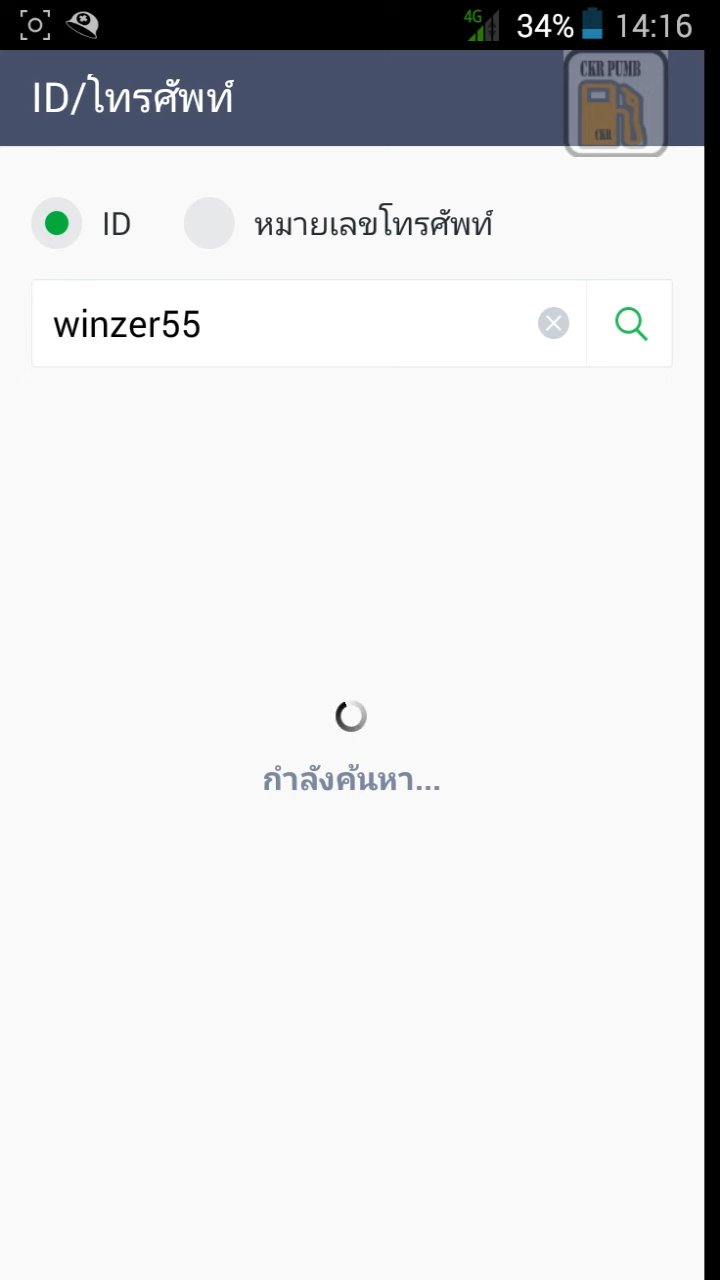 4G 34% 14:16
ID/โทรศัพท์
CKR PUMB
CKR
ID หมายเลขโทรศัพท์
winzer55
กำลังค้นหา...